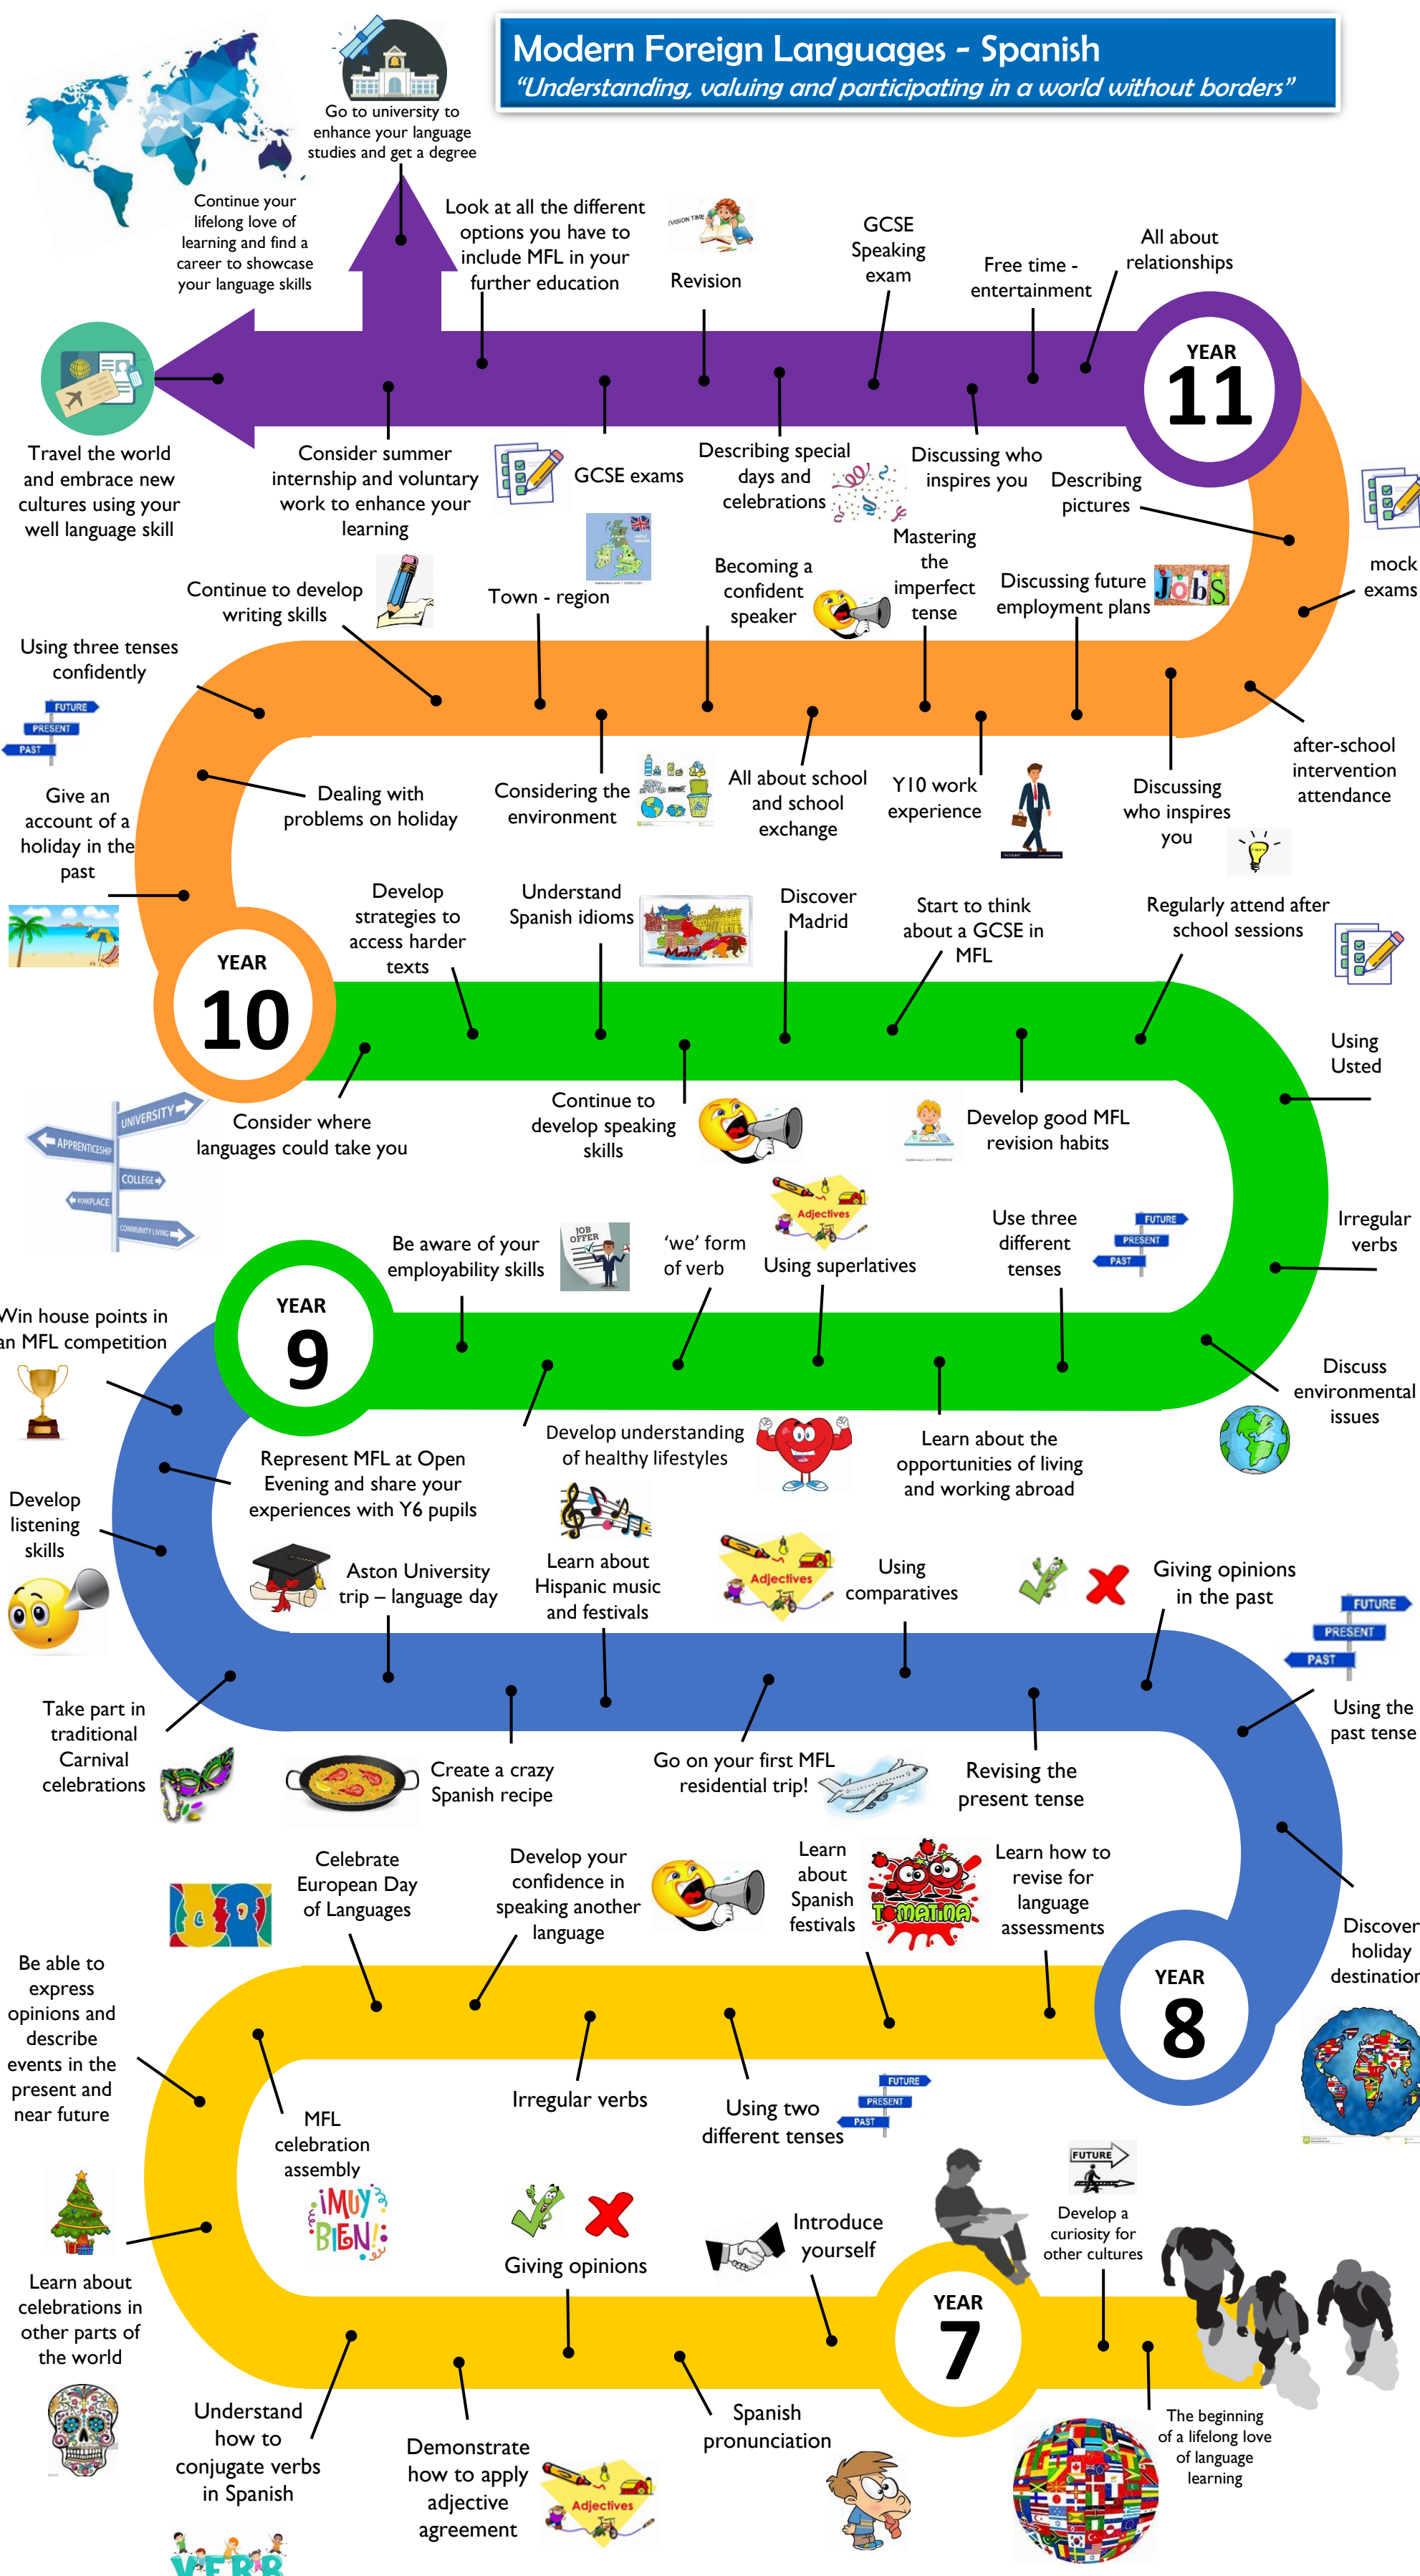 Modern Foreign Languages - Spanish
“Understanding, valuing and participating in a world without borders”
Go to university to
enhance your language
studies and get a degree
Continue your
lifelong love of
learning and find a
career to showcase
your language skills
Look at all the different
options you have to
include MFL in your
further education
REVISION TIME
Revision
GCSE
Speaking
exam
Free time -
entertainment
All about
relationships
YEAR
11
Travel the world
and embrace new
cultures using your
well language skill
Consider summer
internship and voluntary
work to enhance your
learning
GCSE exams
Describing special
days and
celebrations
Discussing who
inspires you
Describing
pictures
mock
exams
Continue to develop
writing skills
Town - region
Becoming a
confident
speaker
Mastering
the
imperfect
tense
Discussing future
employment plans
JOBS
Using three tenses
confidently
FUTURE
PRESENT
PAST
Give an
account of a
holiday in the
past
Dealing with
problems on holiday
Considering the
environment
All about school
and school
exchange
Y10 work
experience
Discussing
who inspires
you
after-school
intervention
attendance
YEAR
10
Develop
strategies to
access harder
texts
Understand
Spanish idioms
Madrid
Discover
Madrid
Start to think
about a GCSE in
MFL
Regularly attend after
school sessions
Using
Usted
UNIVERSITY
APPRENTICESHIP
COLLEGE
WORKPLACE
COMMUNITY LIVING
Consider where
languages could take you
Continue to
develop speaking
skills
Develop good MFL
revision habits
Irregular
verbs
Be aware of your
employability skills
JOB
OFFER
‘we’ form
of verb
Adjectives
Using superlatives
Use three
different
tenses
FUTURE
PRESENT
PAST
YEAR
9
Win house points in
an MFL competition
Represent MFL at Open
Evening and share your
experiences with Y6 pupils
Develop understanding
of healthy lifestyles
Learn about the
opportunities of living
and working abroad
Discuss
environmental
issues
Develop
listening
skills
Aston University
trip – language day
Learn about
Hispanic music
and festivals
Adjectives
Using
comparatives
Giving opinions
in the past
FUTURE
PRESENT
PAST
Using the
past tense
Take part in
traditional
Carnival
celebrations
Create a crazy
Spanish recipe
Go on your first MFL
residential trip!
Revising the
present tense
Discover
holiday
destination
Celebrate
European Day
of Languages
Develop your
confidence in
speaking another
language
Learn
about
Spanish
festivals
TOMATINA
Learn how to
revise for
language
assessments
YEAR
8
Be able to
express
opinions and
describe
events in the
present and
near future
MFL
celebration
assembly
¡MUY
BIEN!
Irregular verbs
Using two
different tenses
FUTURE
PRESENT
PAST
Learn about
celebrations in
other parts of
the world
Giving opinions
Introduce
yourself
YEAR
7
FUTURE
Develop a
curiosity for
other cultures
The beginning
of a lifelong love
of language
learning
Understand
how to
conjugate verbs
in Spanish
VERB
Demonstrate
how to apply
adjective
agreement
Adjectives
Spanish
pronunciation